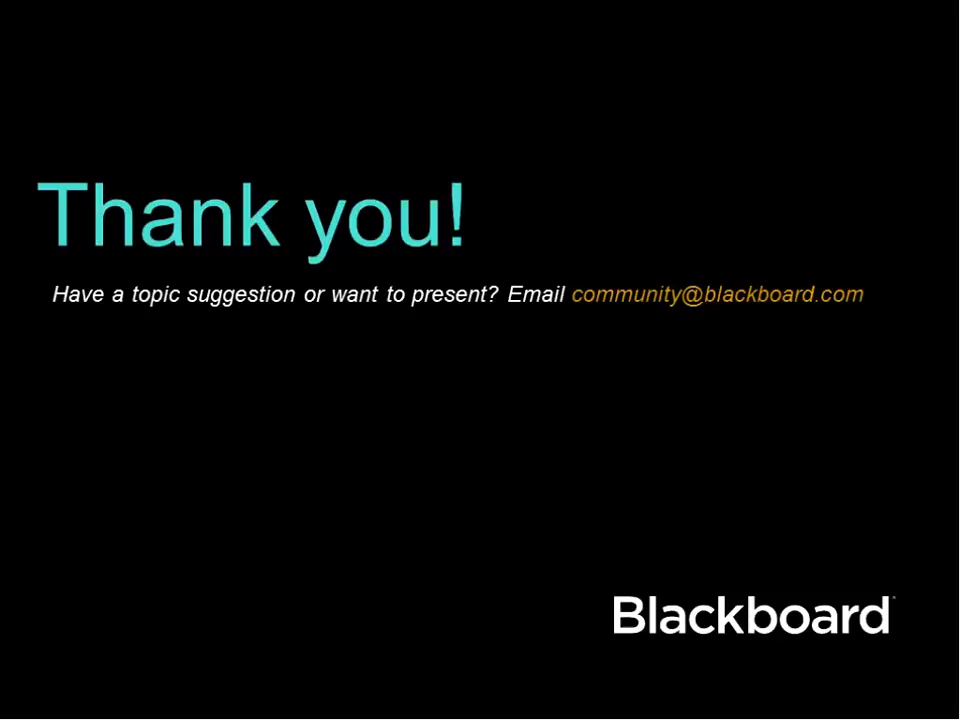 Thank you!
Have a topic suggestion or want to present? Email community@blackboard.com
Blackboard